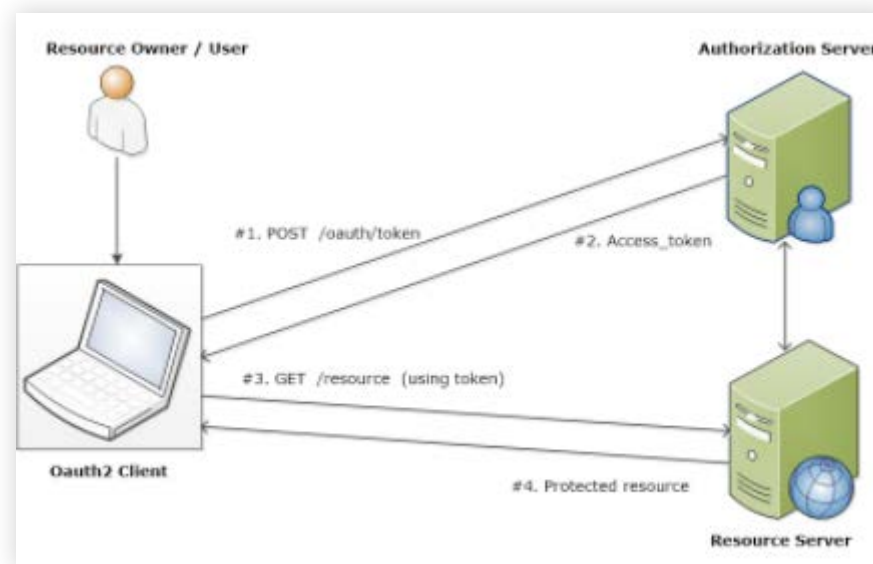 Resource Owner / User
Authorization Server
#1. POST /oauth/token
#2. Access_token
#3. GET /resource (using token)
Oauth2 Client
#4. Protected resource
Resource Server